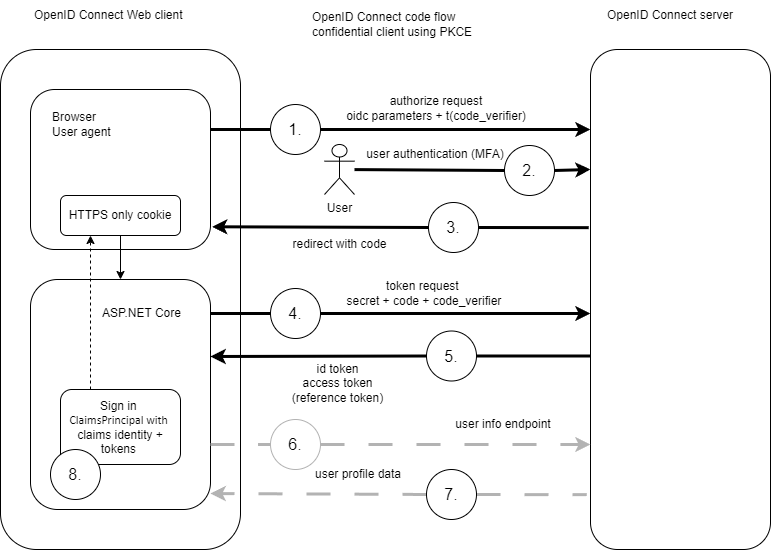 OpenID Connect Web client
OpenID Connect code flow
confidential client using PKCE
OpenID Connect server
Browser
User agent
authorize request
oidc parameters + t(code_verifier)
1.
user authentication (MFA)
2.
User
HTTPS only cookie
3.
redirect with code
ASP.NET Core
token request
secret + code + code_verifier
4.
5.
id token
access token
(reference token)
Sign in
ClaimsPrincipal with
claims identity +
tokens
user info endpoint
6.
8.
user profile data
7.